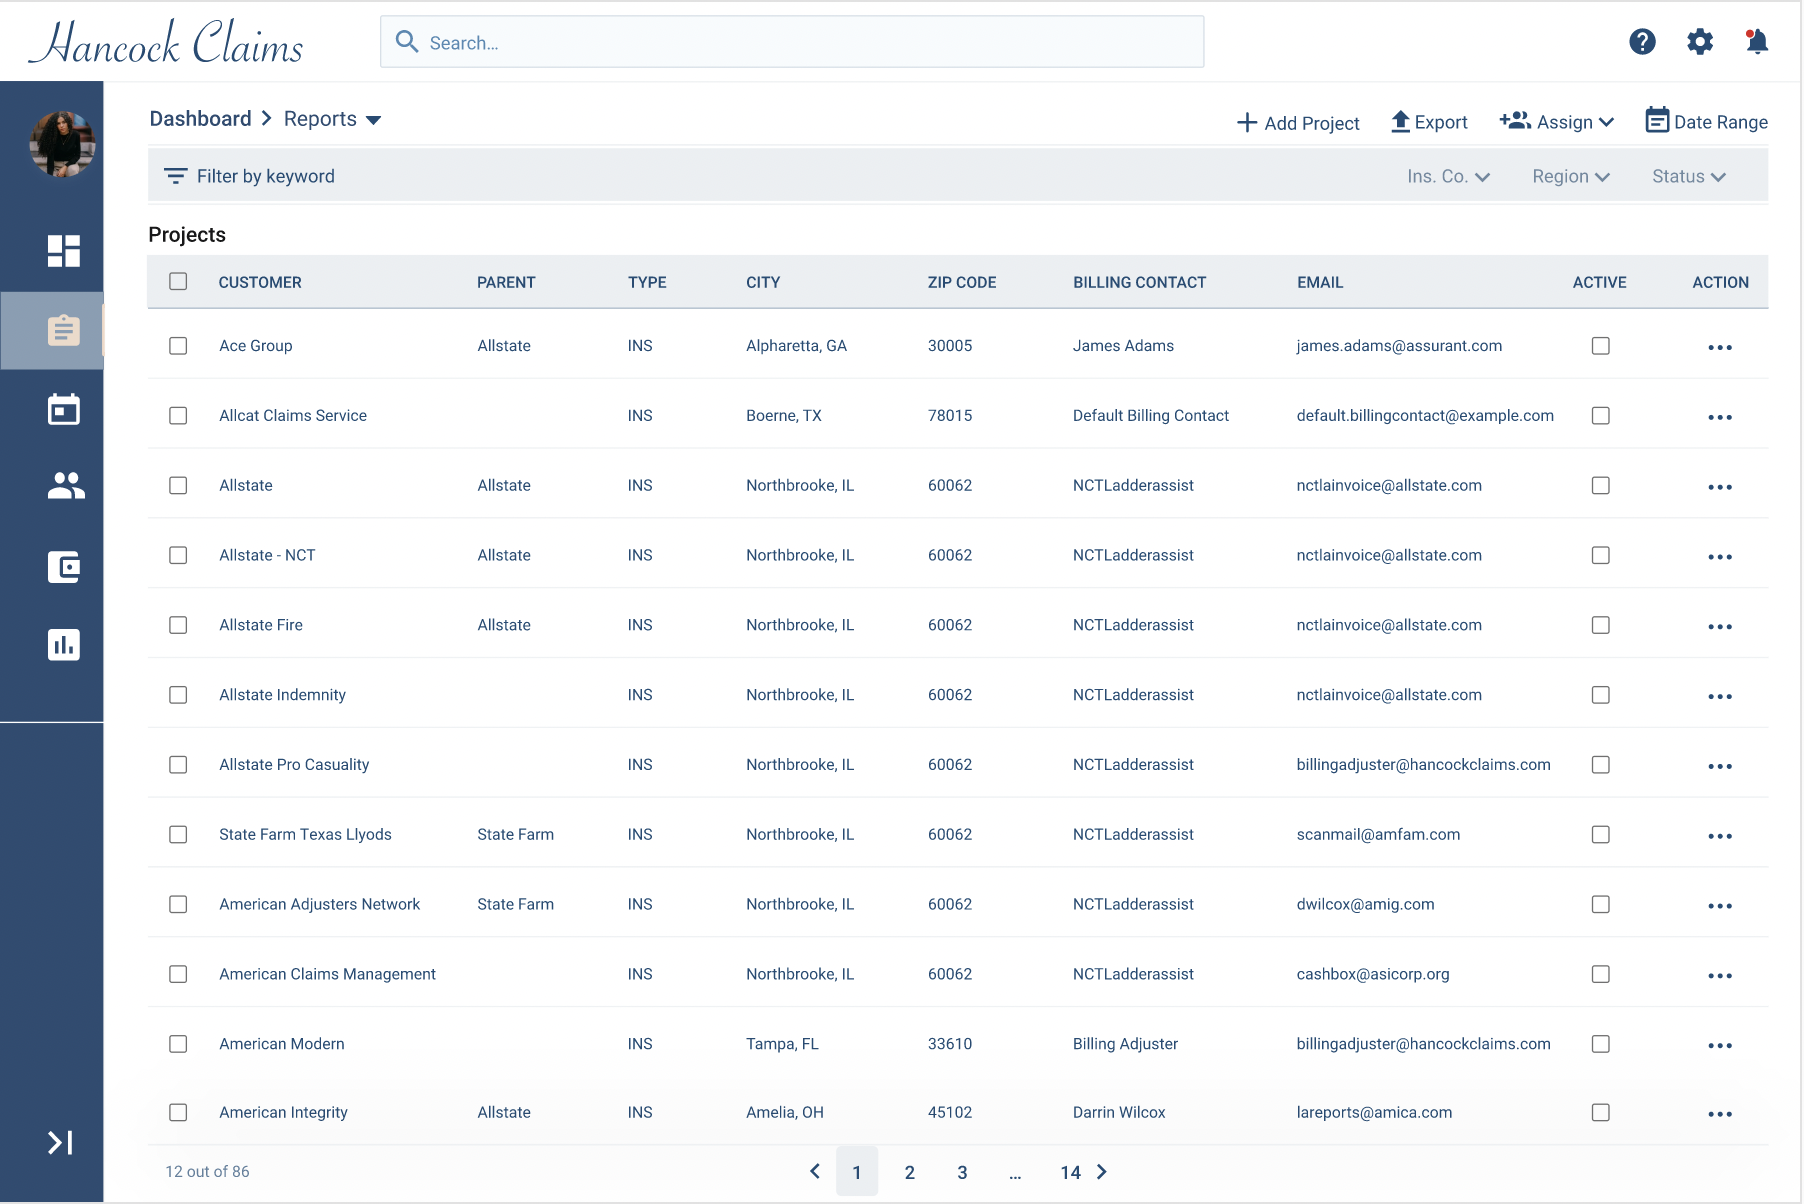 Hancock Claims
Search...
Dashboard > Reports
Add Project Export Assign Date Range
Filter by keyword Ins. Co. Region Status
Projects
CUSTOMER PARENT TYPE CITY ZIP CODE BILLING CONTACT EMAIL ACTIVE ACTION
Ace Group Allstate INS Alpharetta, GA 30005 James Adams james.adams@assurant.com
Allcat Claims Service INS Boerne, TX 78015 Default Billing Contact default.billingcontact@example.com
Allstate Allstate INS Northbrooke, IL 60062 NCTLadderassist nctlainvoice@allstate.com
Allstate - NCT Allstate INS Northbrooke, IL 60062 NCTLadderassist nctlainvoice@allstate.com
Allstate Fire Allstate INS Northbrooke, IL 60062 NCTLadderassist nctlainvoice@allstate.com
Allstate Indemnity INS Northbrooke, IL 60062 NCTLadderassist nctlainvoice@allstate.com
Allstate Pro Casuality INS Northbrooke, IL 60062 NCTLadderassist billingadjuster@hancockclaims.com
State Farm Texas Llyods State Farm INS Northbrooke, IL 60062 NCTLadderassist scanmail@amfam.com
American Adjusters Network State Farm INS Northbrooke, IL 60062 NCTLadderassist dwilcox@amig.com
American Claims Management INS Northbrooke, IL 60062 NCTLadderassist cashbox@asicorp.org
American Modern INS Tampa, FL 33610 Billing Adjuster billingadjuster@hancockclaims.com
American Integrity Allstate INS Amelia, OH 45102 Darrin Wilcox lareports@amica.com
12 out of 86 < 1 2 3 ... 14 >